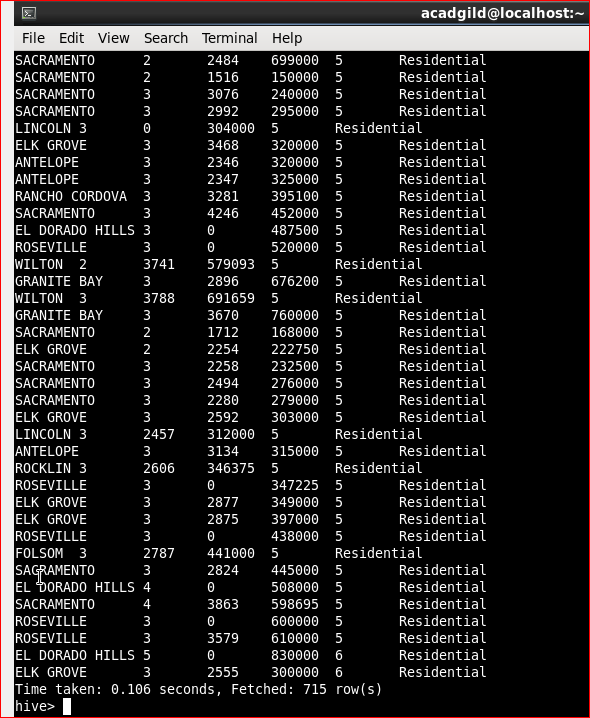 acadgild@localhost:~
File Edit View Search Terminal Help
SACRAMENTO 2 2484 699000 5 Residential
SACRAMENTO 2 1516 150000 5 Residential
SACRAMENTO 3 3076 240000 5 Residential
SACRAMENTO 3 2992 295000 5 Residential
LINCOLN 3 0 304000 5 Residential
ELK GROVE 3 3468 320000 5 Residential
ANTELOPE 3 2346 320000 5 Residential
ANTELOPE 3 2347 325000 5 Residential
RANCHO CORDOVA 3 3281 395100 5 Residential
SACRAMENTO 3 4246 452000 5 Residential
EL DORADO HILLS 3 0 487500 5 Residential
ROSEVILLE 3 0 520000 5 Residential
WILTON 2 3741 579093 5 Residential
GRANITE BAY 3 2896 676200 5 Residential
WILTON 3 3788 691659 5 Residential
GRANITE BAY 3 3670 760000 5 Residential
SACRAMENTO 2 1712 168000 5 Residential
ELK GROVE 2 2254 222750 5 Residential
SACRAMENTO 3 2258 232500 5 Residential
SACRAMENTO 3 2494 276000 5 Residential
SACRAMENTO 3 2280 279000 5 Residential
ELK GROVE 3 2592 303000 5 Residential
LINCOLN 3 2457 312000 5 Residential
ANTELOPE 3 3134 315000 5 Residential
ROCKLIN 3 2606 346375 5 Residential
ROSEVILLE 3 0 347225 5 Residential
ELK GROVE 3 2877 349000 5 Residential
ELK GROVE 3 2875 397000 5 Residential
ROSEVILLE 3 0 438000 5 Residential
FOLSOM 3 2787 441000 5 Residential
SACRAMENTO 3 2824 445000 5 Residential
EL DORADO HILLS 4 0 508000 5 Residential
SACRAMENTO 4 3863 598695 5 Residential
ROSEVILLE 3 0 600000 5 Residential
ROSEVILLE 3 3579 610000 5 Residential
EL DORADO HILLS 5 0 830000 6 Residential
ELK GROVE 3 2555 300000 6 Residential
Time taken: 0.106 seconds, Fetched: 715 row(s)
hive>